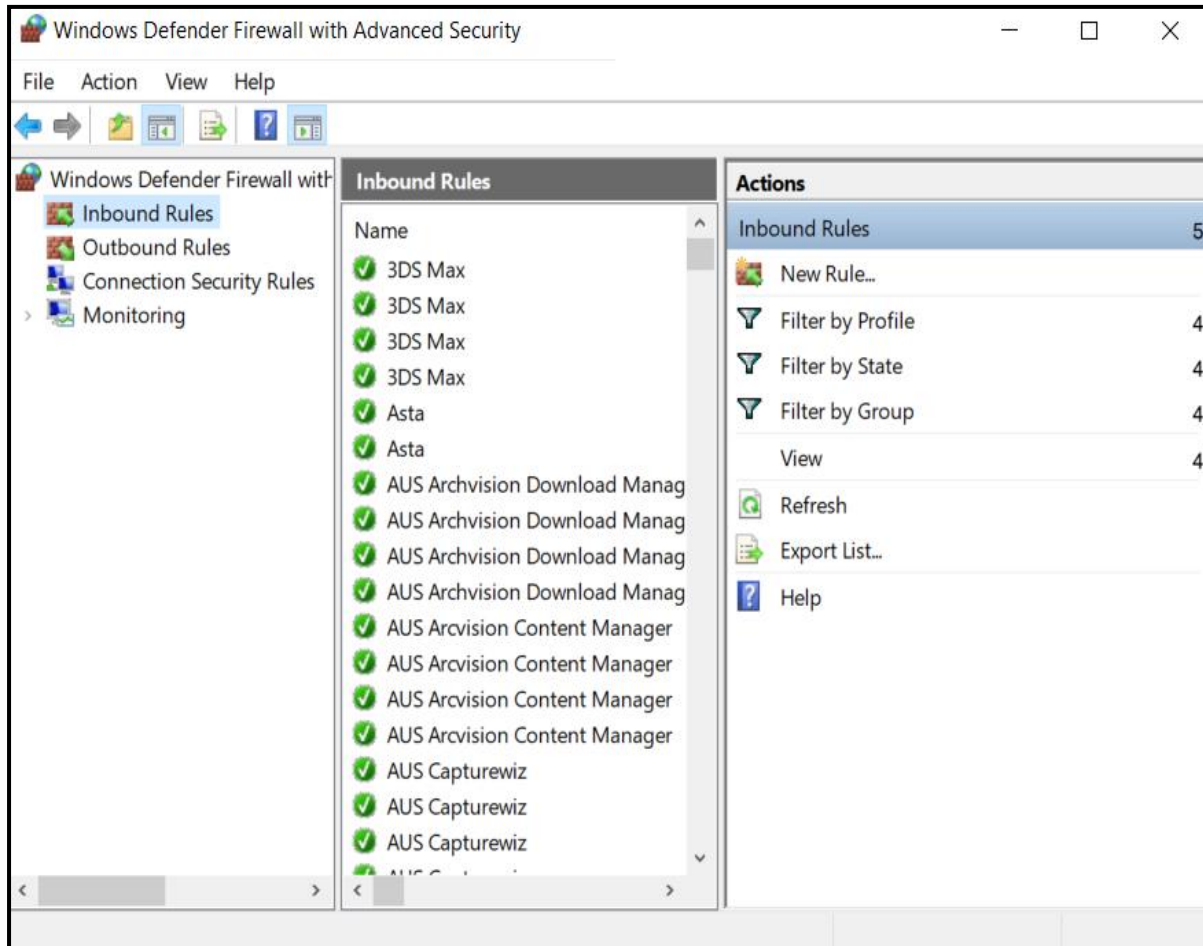 Windows Defender Firewall with Advanced Security
File Action View Help
Windows Defender Firewall with
Inbound Rules
Outbound Rules
Connection Security Rules
Monitoring
Inbound Rules
Name
3DS Max
3DS Max
3DS Max
3DS Max
Asta
Asta
AUS Archvision Download Manag
AUS Archvision Download Manag
AUS Archvision Download Manag
AUS Archvision Download Manag
AUS Arcvision Content Manager
AUS Arcvision Content Manager
AUS Arcvision Content Manager
AUS Arcvision Content Manager
AUS Capturewiz
AUS Capturewiz
AUS Capturewiz
Actions
Inbound Rules
New Rule...
Filter by Profile
Filter by State
Filter by Group
View
Refresh
Export List...
Help